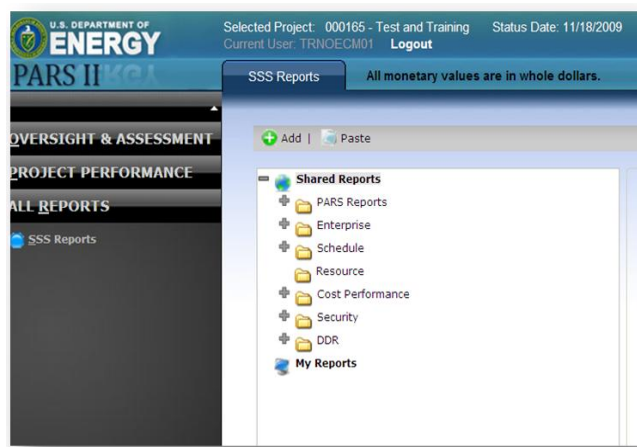 U.S. DEPARTMENT OF
ENERGY
PARS II
Selected Project: 000165 - Test and Training Status Date: 11/18/2009
Current User: TRNOECM01 Logout
SSS Reports All monetary values are in whole dollars.
OVERSIGHT & ASSESSMENT
PROJECT PERFORMANCE
ALL REPORTS
SSS Reports
Add | Paste
Shared Reports
PARS Reports
Enterprise
Schedule
Resource
Cost Performance
Security
DDR
My Reports